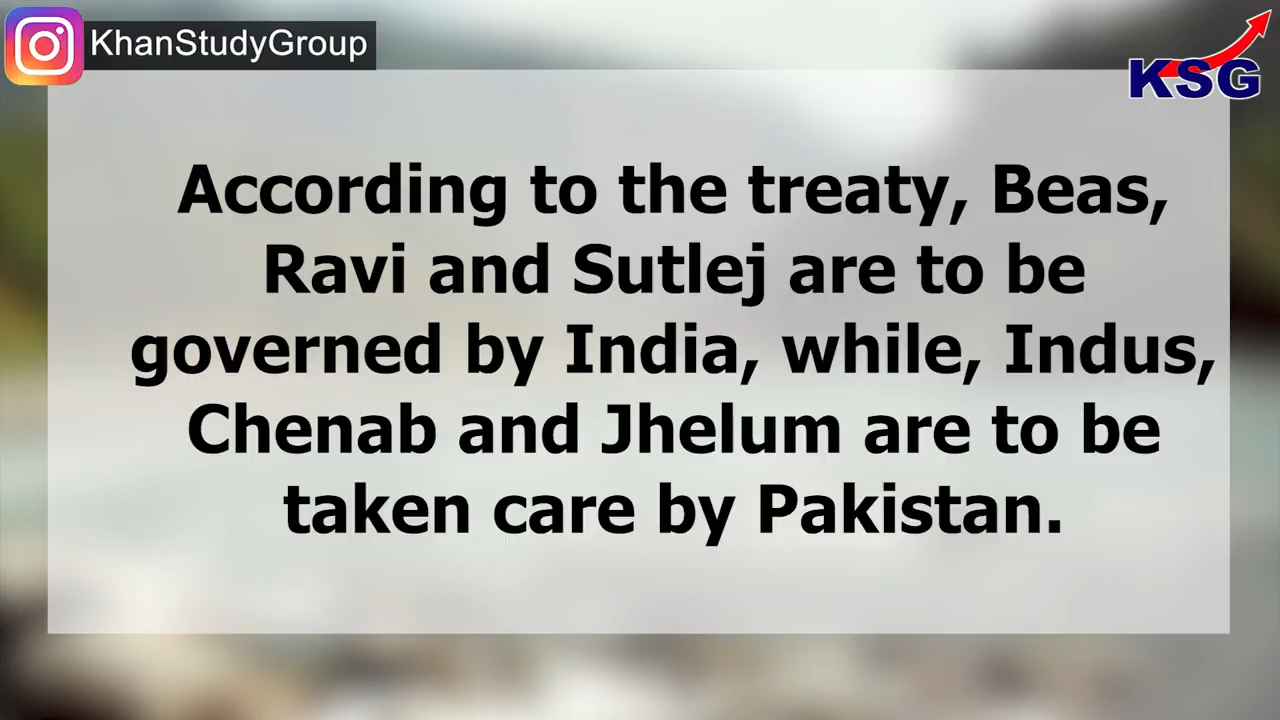 KhanStudyGroup
KSG
According to the treaty, Beas,
Ravi and Sutlej are to be
governed by India, while, Indus,
Chenab and Jhelum are to be
taken care by Pakistan.